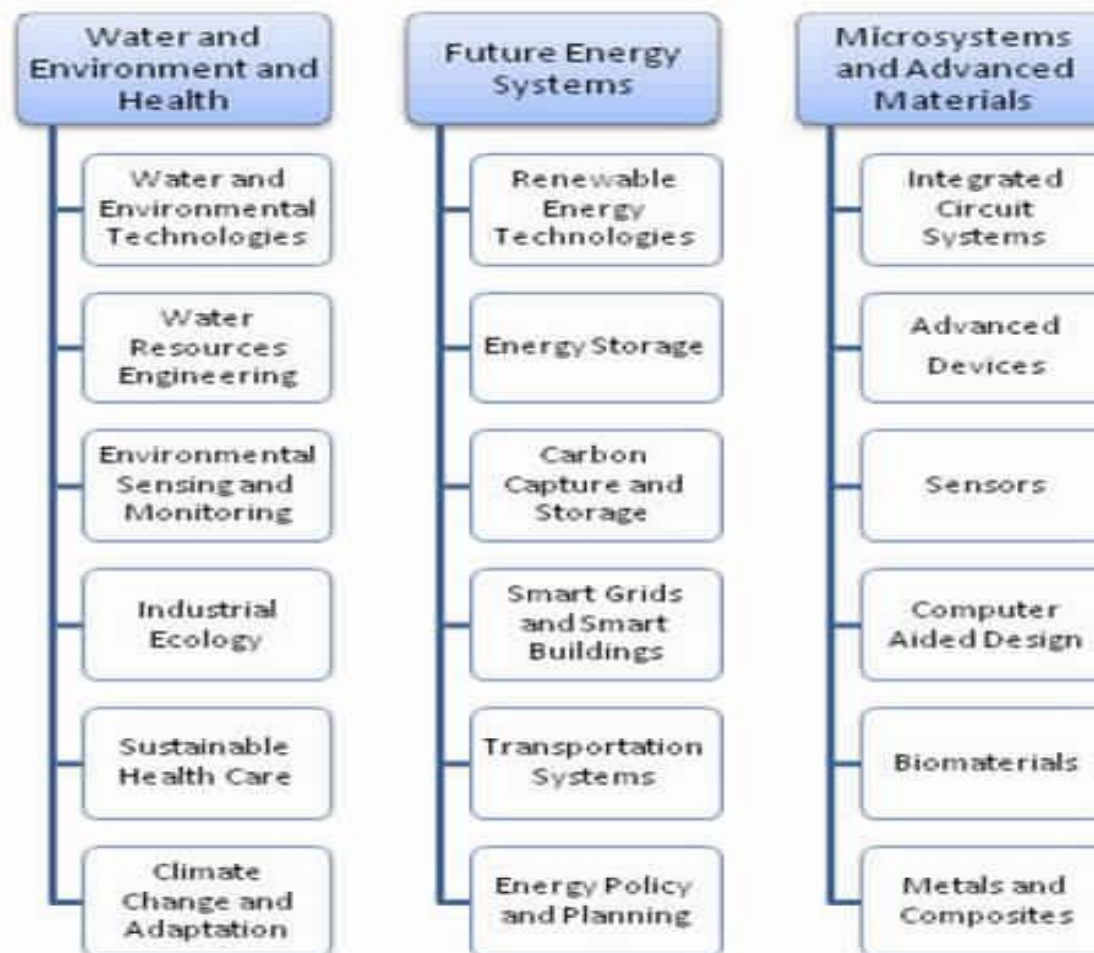 Water and
Environment and
Health
Water and
Environmental
Technologies
Water
Resources
Engineering
Environmental
Sensing and
Monitoring
Industrial
Ecology
Sustainable
Health Care
Climate
Change and
Adaptation
Future Energy
Systems
Renewable
Energy
Technologies
Energy Storage
Carbon
Capture and
Storage
Smart Grids
and Smart
Buildings
Transportation
Systems
Energy Policy
and Planning
Microsystems
and Advanced
Materials
Integrated
Circuit
Systems
Advanced
Devices
Sensors
Computer
Aided Design
Biomaterials
Metals and
Composites